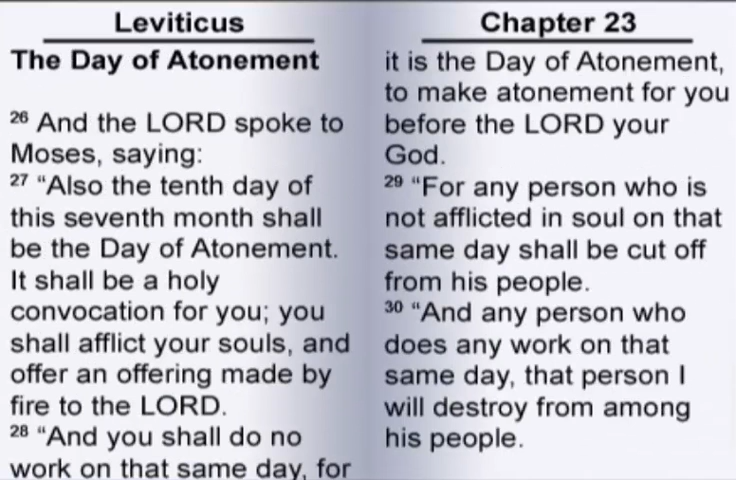 Leviticus
The Day of Atonement
26 And the LORD spoke to
Moses, saying:
27 “Also the tenth day of
this seventh month shall
be the Day of Atonement.
It shall be a holy
convocation for you; you
shall afflict your souls, and
offer an offering made by
fire to the LORD.
28 “And you shall do no
work on that same day, for
Chapter 23
it is the Day of Atonement,
to make atonement for you
before the LORD your
God.
29 “For any person who is
not afflicted in soul on that
same day shall be cut off
from his people.
30 “And any person who
does any work on that
same day, that person I
will destroy from among
his people.